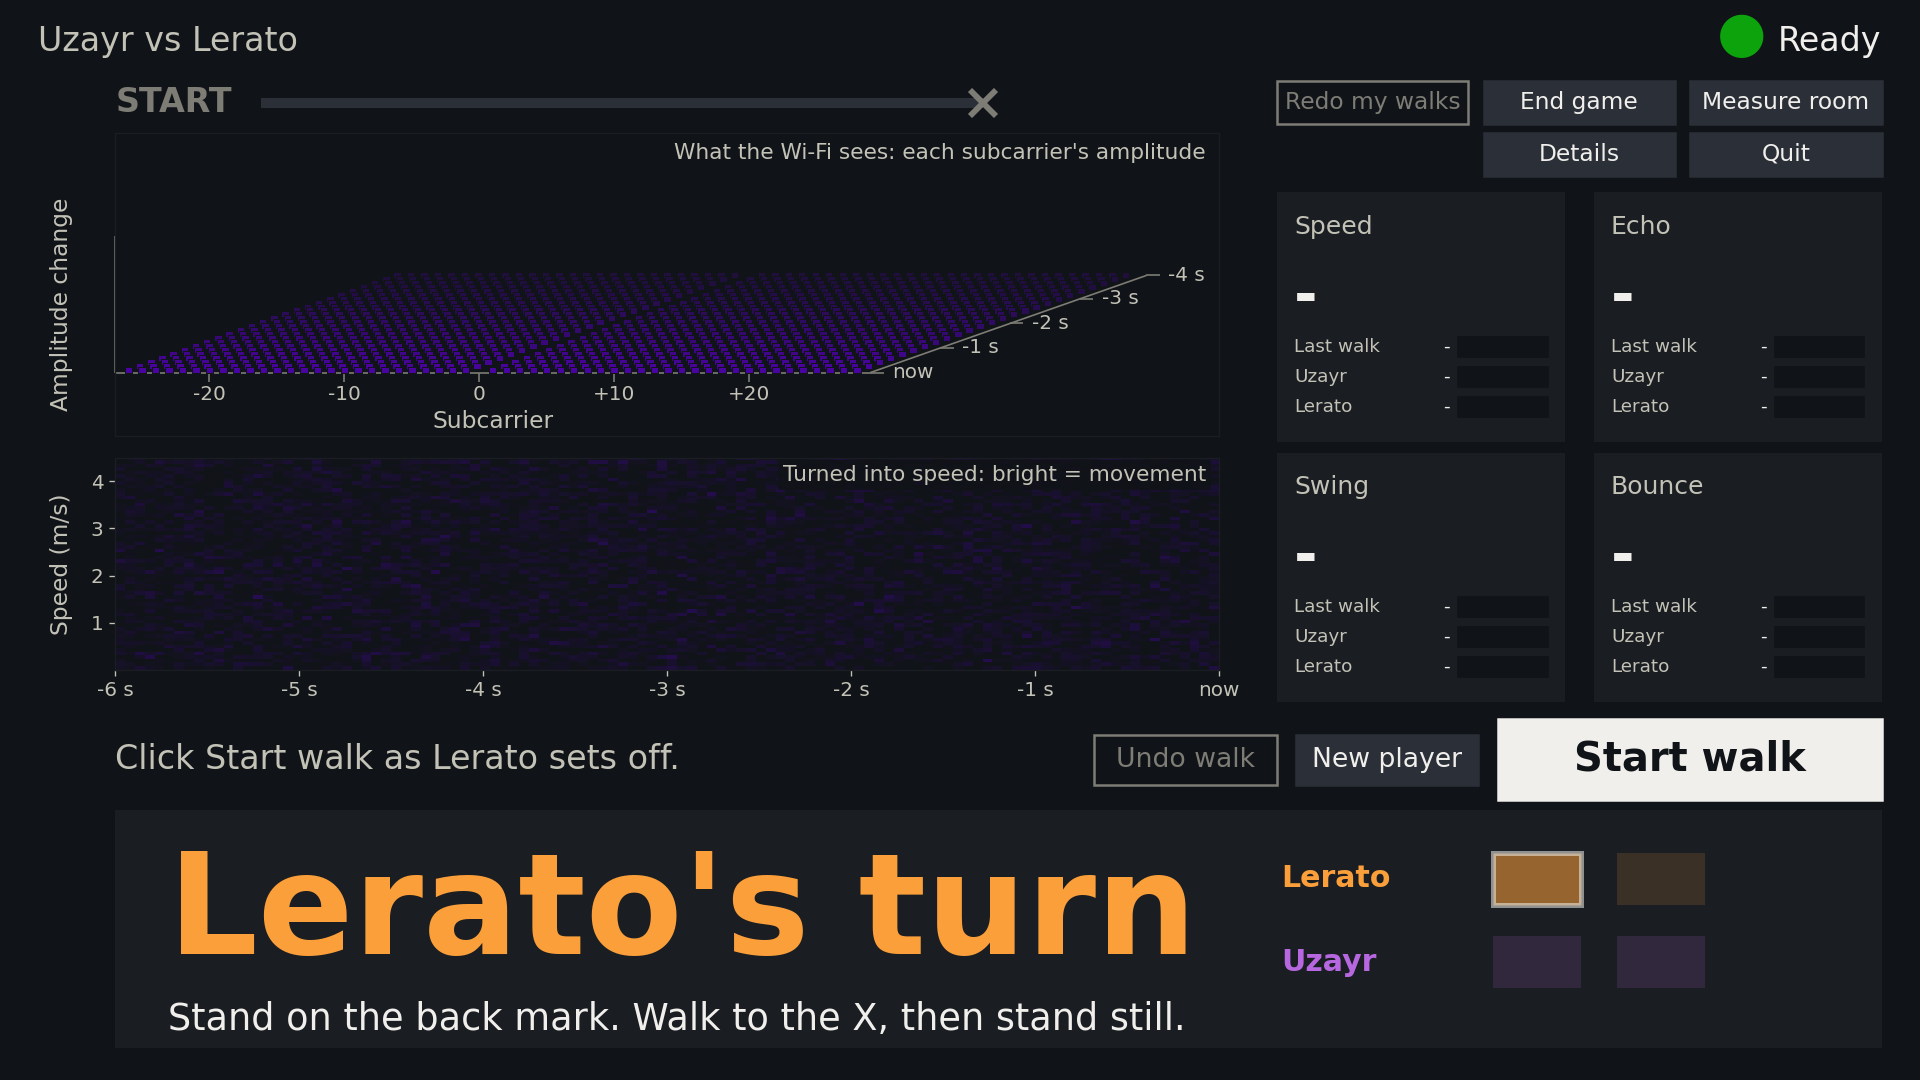 Uzayr vs Lerato
Ready
START
Redo my walks
End game
Measure room
Details
Quit
What the Wi-Fi sees: each subcarrier's amplitude
Amplitude change
-4 s
-3 s
-2 s
-1 s
now
-20
-10
0
+10
+20
Subcarrier
Turned into speed: bright = movement
Speed (m/s)
4
3
2
1
-6 s
-5 s
-4 s
-3 s
-2 s
-1 s
now
Speed
-
Last walk -
Uzayr -
Lerato -
Echo
-
Last walk -
Uzayr -
Lerato -
Swing
-
Last walk -
Uzayr -
Lerato -
Bounce
-
Last walk -
Uzayr -
Lerato -
Click Start walk as Lerato sets off.
Undo walk
New player
Start walk
Lerato's turn
Stand on the back mark. Walk to the X, then stand still.
Lerato
Uzayr